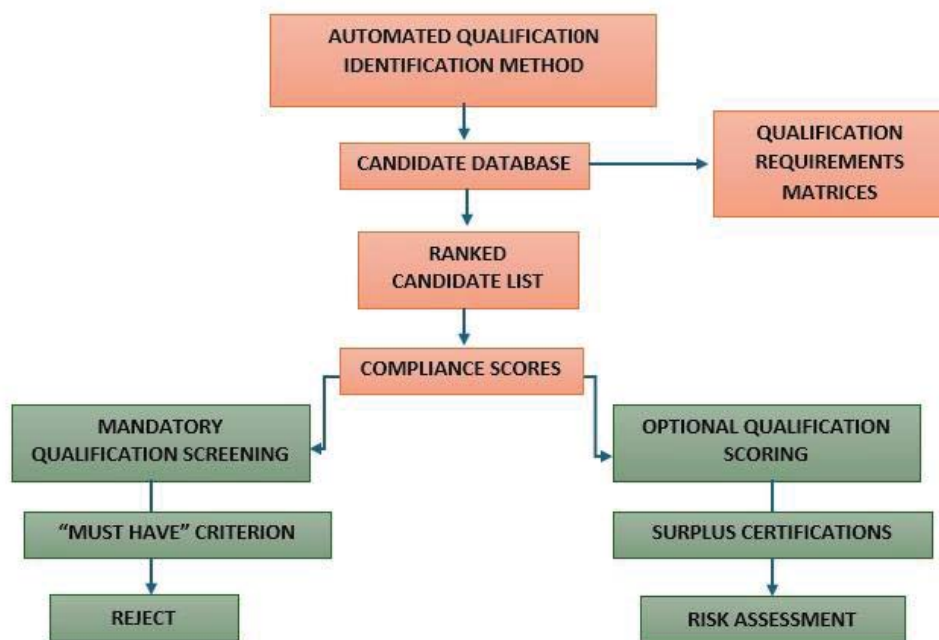 AUTOMATED QUALIFICATI0N
IDENTIFICATION METHOD
CANDIDATE DATABASE
QUALIFICATION
REQUIREMENTS
MATRICES
RANKED
CANDIDATE LIST
COMPLIANCE SCORES
MANDATORY
QUALIFICATION SCREENING
OPTIONAL QUALIFICATION
SCORING
“MUST HAVE” CRITERION
SURPLUS CERTIFICATIONS
REJECT
RISK ASSESSMENT